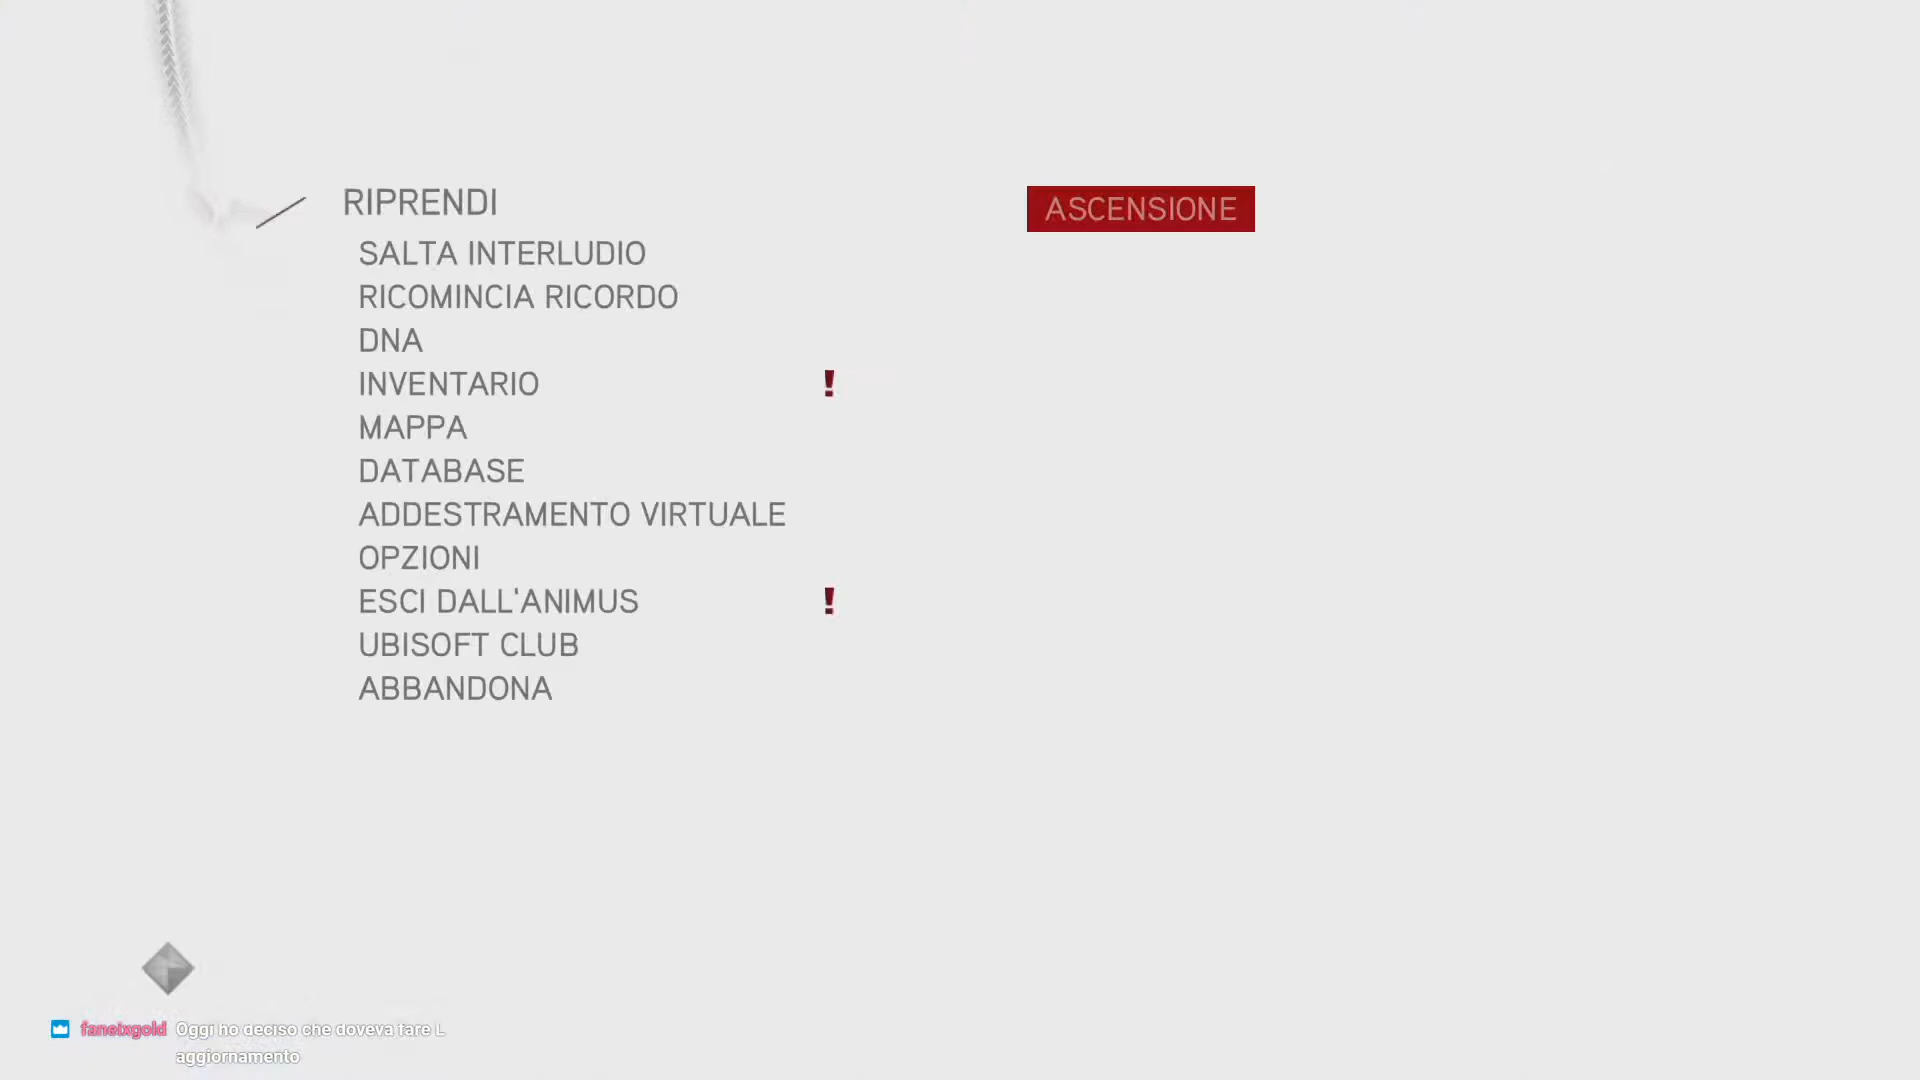 RIPRENDI
ASCENSIONE
SALTA INTERLUDIO
RICOMINCIA RICORDO
DNA
INVENTARIO !
MAPPA
DATABASE
ADDESTRAMENTO VIRTUALE
OPZIONI
ESCI DALL'ANIMUS !
UBISOFT CLUB
ABBANDONA
faneixgold Oggi ho deciso che doveva fare L
aggiornamento